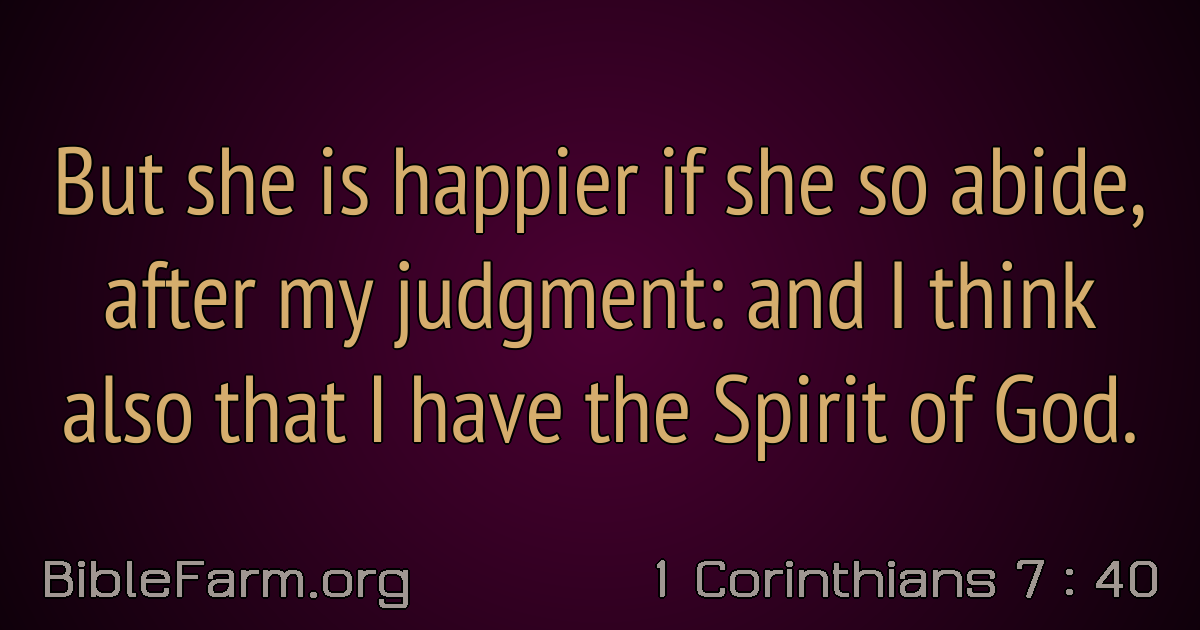 But she is happier if she so abide,
after my judgment: and I think
also that I have the Spirit of God.
BibleFarm.org
1 Corinthians 7 : 40